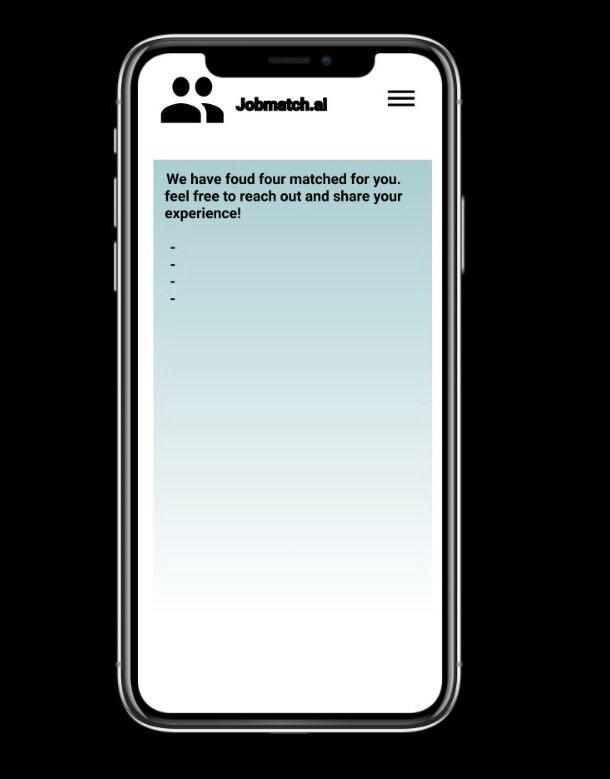 Jobmatch.ai
We have foud four matched for you.
feel free to reach out and share your
experience!
-
-
-
-